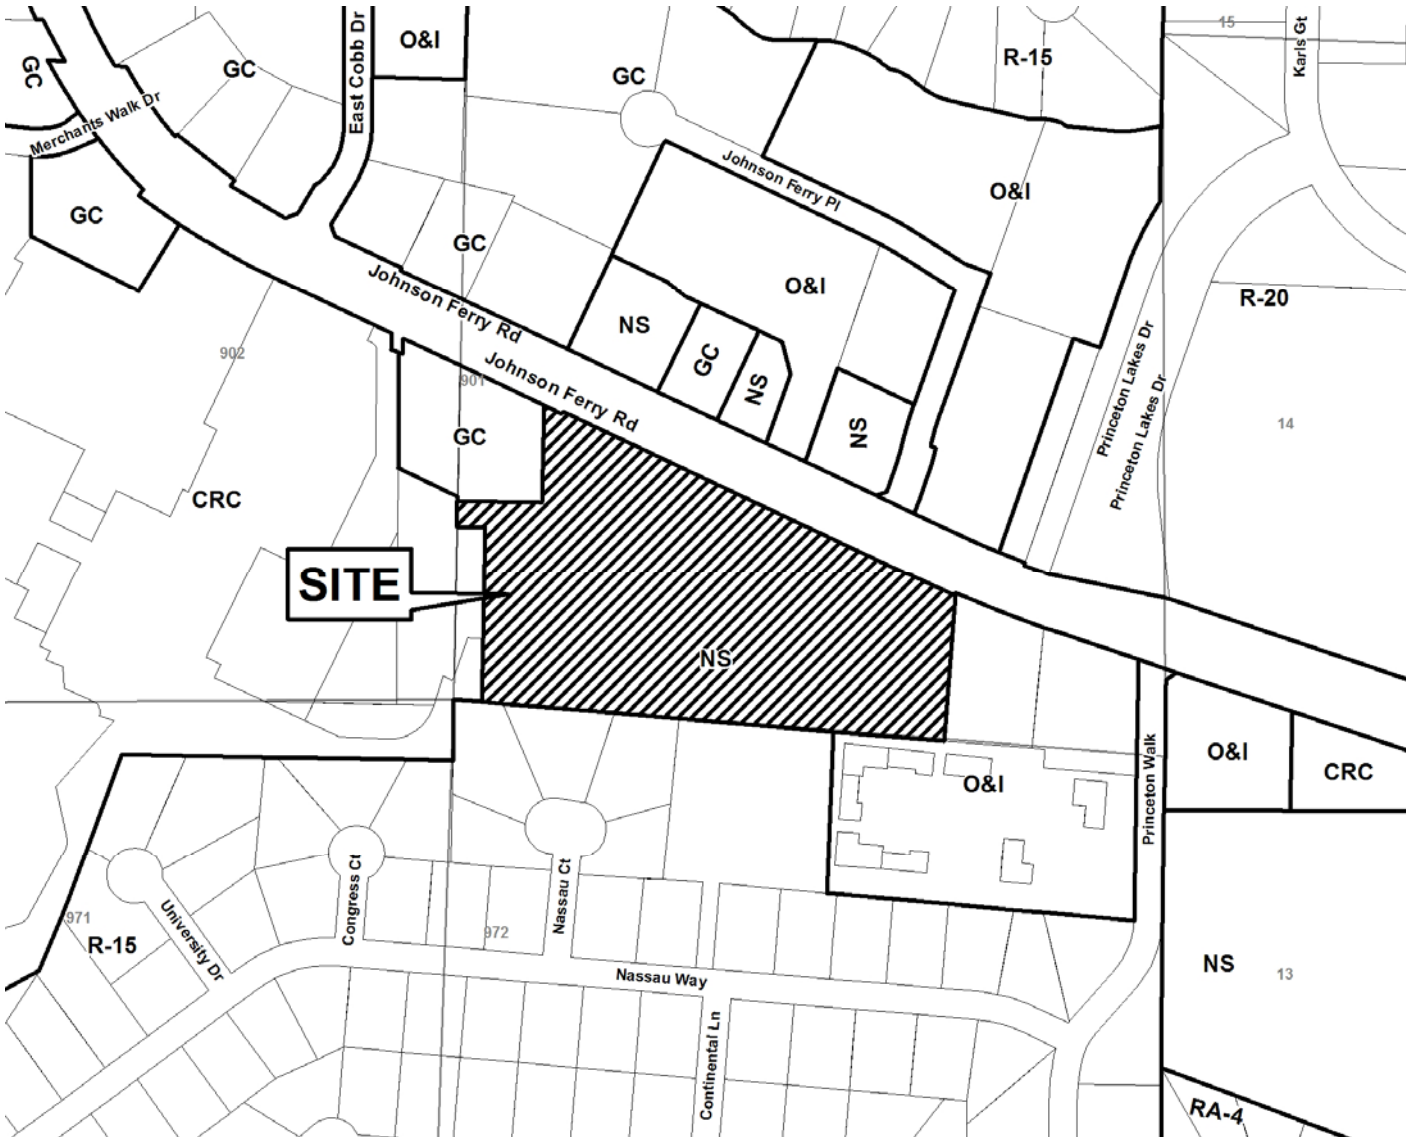 15
Karls Gt
East Cobb Dr
O&I
R-15
GC
GC
GC
Merchants Walk Dr
Johnson Ferry Pl
O&I
GC
GC
Johnson Ferry Rd
O&I
R-20
NS
GC
NS
NS
902
901
Johnson Ferry Rd
Princeton Lakes Dr
Princeton Lakes Dr
14
GC
CRC
SITE
NS
Princeton Walk
O&I
CRC
O&I
Congress Ct
Nassau Ct
971
University Dr
972
R-15
Nassau Way
NS
13
Continental Ln
RA-4